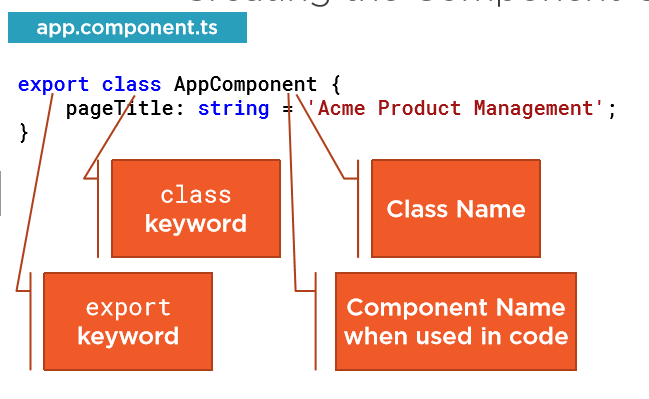 app.component.ts
export class AppComponent {
    pageTitle: string = 'Acme Product Management';
}
class
keyword
Class Name
export
keyword
Component Name
when used in code